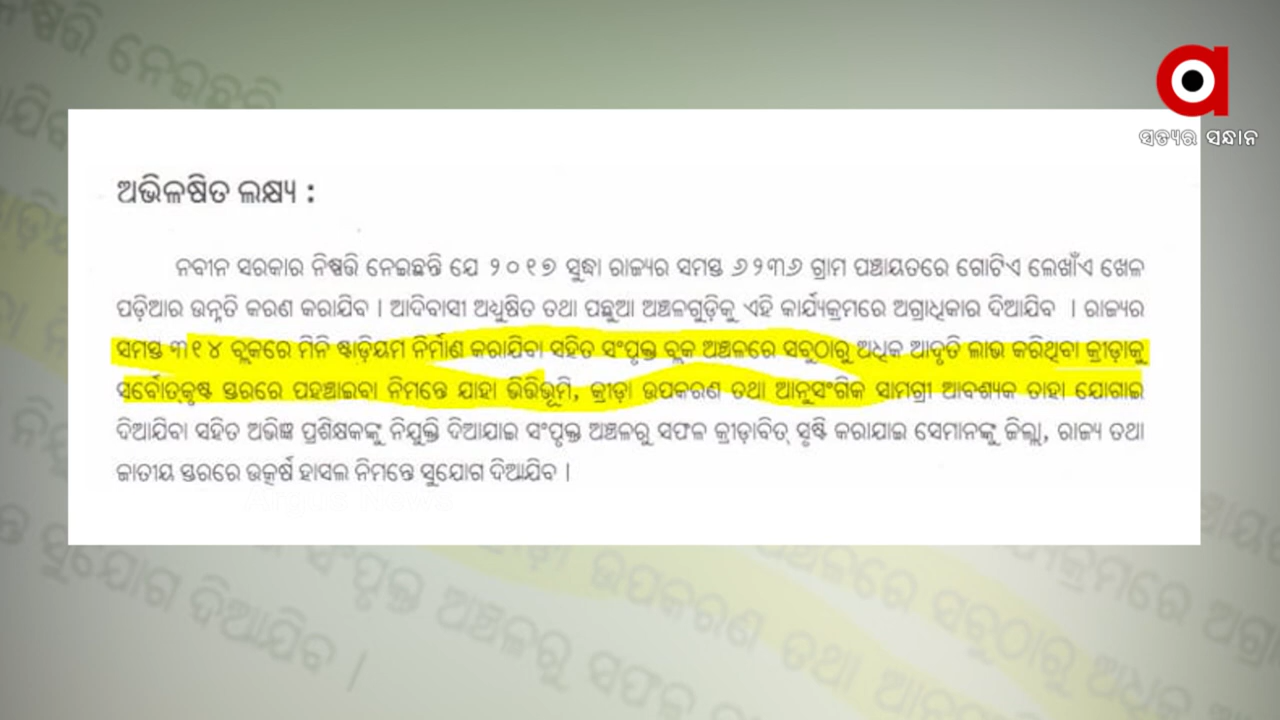 ସତ୍ୟର ସନ୍ଧାନ
ଅଭିଳଷିତ ଲକ୍ଷ୍ୟ :
ନବୀନ ସରକାର ନିଷ୍ପତ୍ତି ନେଇଛନ୍ତି ଯେ ୨୦୧୭ ସୁଦ୍ଧା ରାଜ୍ୟର ସମସ୍ତ ୬୨୩୬ ଗ୍ରାମ ପଞ୍ଚାୟତରେ ଗୋଟିଏ ଲେଖାଁଏ ଖେଳ
ପଡ଼ିଆର ଉନ୍ନତି କରଣ କରାଯିବ । ଆଦିବାସୀ ଅଧ୍ୟୁଷିତ ତଥା ପଛୁଆ ଅଞ୍ଚଳଗୁଡ଼ିକୁ ଏହି କାର୍ଯ୍ୟକ୍ରମରେ ଅଗ୍ରାଧିକାର ଦିଆଯିବ । ରାଜ୍ୟର
ସମସ୍ତ ୩୧୪ ବ୍ଲକରେ ମିନି ଷ୍ଟାଡ଼ିୟମ ନିର୍ମାଣ କରାଯିବା ସହିତ ସଂପୃକ୍ତ ବ୍ଲକ ଅଞ୍ଚଳରେ ସବୁଠାରୁ ଅଧିକ ଆଦୃତି ଲାଭ କରିଥିବା କ୍ରୀଡ଼ାକୁ
ସର୍ବୋତ୍କୃଷ୍ଟ ସ୍ତରରେ ପହଞ୍ଚାଇବା ନିମନ୍ତେ ଯାହା ଭିତ୍ତିଭୂମି, କ୍ରୀଡ଼ା ଉପକରଣ ତଥା ଆନୁସଂଗିକ ସାମଗ୍ରୀ ଆବଶ୍ୟକ ତାହା ଯୋଗାଇ
ଦିଆଯିବା ସହିତ ଅଭିଜ୍ଞ ପ୍ରଶିକ୍ଷକଙ୍କୁ ନିଯୁକ୍ତି ଦିଆଯାଇ ସଂପୃକ୍ତ ଅଞ୍ଚଳରୁ ସଫଳ କ୍ରୀଡ଼ାବିତ୍ ସୃଷ୍ଟି କରାଯାଇ ସେମାନଙ୍କୁ ଜିଲ୍ଲା, ରାଜ୍ୟ ତଥା
ଜାତୀୟ ସ୍ତରରେ ଉତ୍କର୍ଷ ହାସଲ ନିମନ୍ତେ ସୁଯୋଗ ଦିଆଯିବ ।